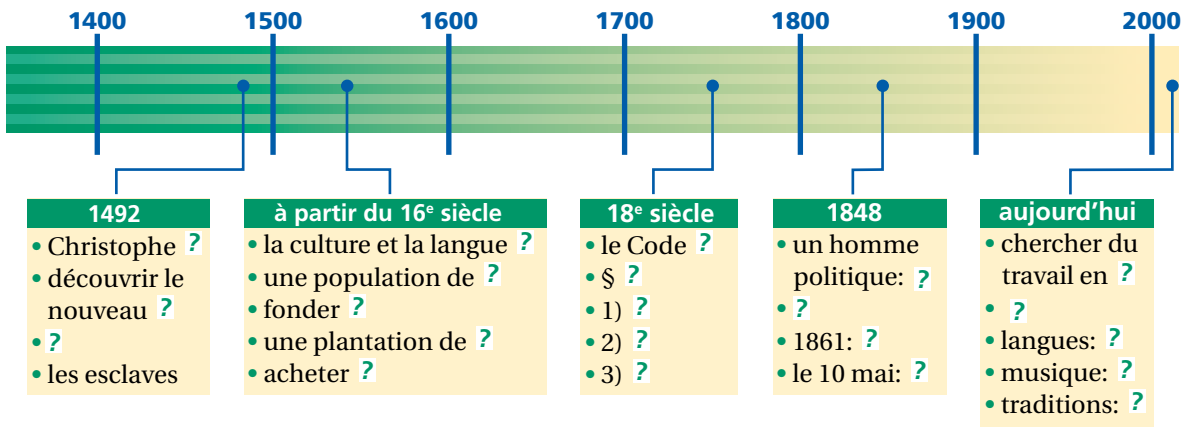 1400 1500 1600 1700 1800 1900 2000
1492
• Christophe ?
• découvrir le
nouveau ?
• ?
• les esclaves
à partir du 16e siècle
• la culture et la langue ?
• une population de ?
• fonder ?
• une plantation de ?
• acheter ?
18e siècle
• le Code ?
• § ?
• 1) ?
• 2) ?
• 3) ?
1848
• un homme
politique: ?
• ?
• 1861: ?
• le 10 mai: ?
aujourd'hui
• chercher du
travail en ?
• ?
• langues: ?
• musique: ?
• traditions: ?